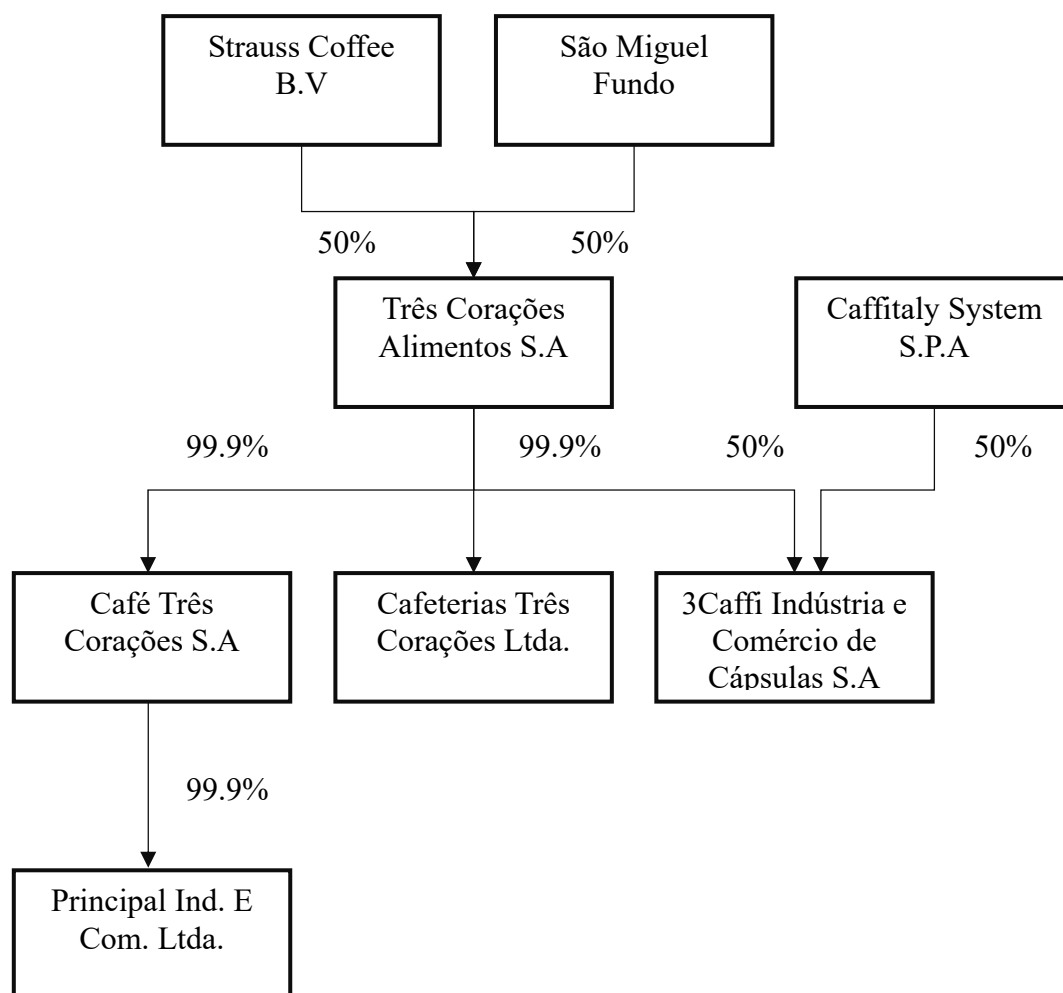 Strauss Coffee
B.V
São Miguel
Fundo
50%
50%
Três Corações
Alimentos S.A
Caffitaly System
S.P.A
99.9%
99.9%
50%
50%
Café Três
Corações S.A
Cafeterias Três
Corações Ltda.
3Caffi Indústria e
Comércio de
Cápsulas S.A
99.9%
Principal Ind. E
Com. Ltda.